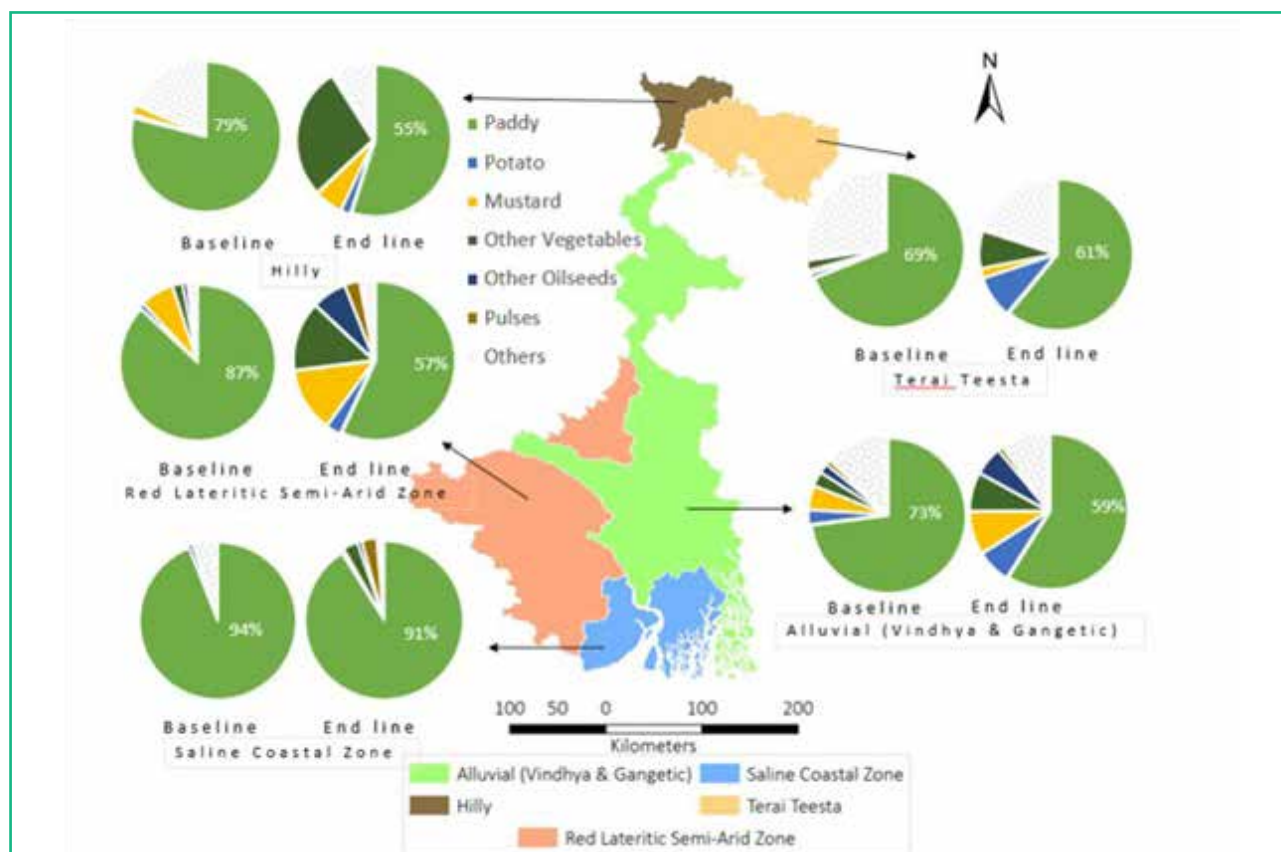 N
79%
55%
Baseline
End line
Hilly
Paddy
Potato
Mustard
Other Vegetables
Other Oilseeds
Pulses
Others
69%
61%
Baseline
End line
Terai Teesta
87%
57%
Baseline
End line
Red Lateritic Semi-Arid Zone
73%
59%
Baseline
End line
Alluvial (Vindhya & Gangetic)
94%
91%
Baseline
End line
Saline Coastal Zone
100 50 0 100 200
Kilometers
Alluvial (Vindhya & Gangetic)
Saline Coastal Zone
Hilly
Terai Teesta
Red Lateritic Semi-Arid Zone